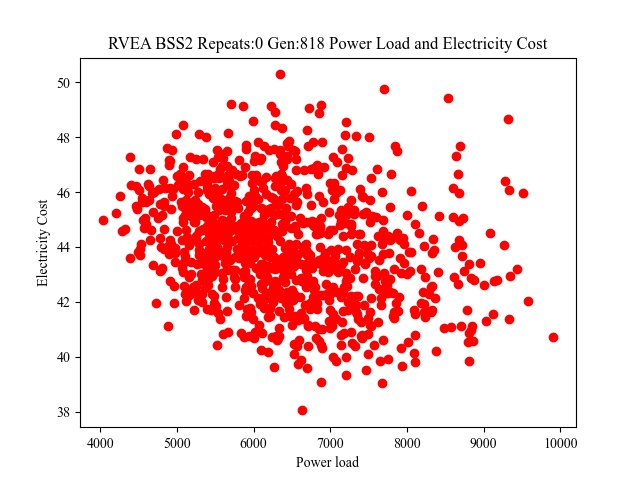 RVEA BSS2 Repeats:0 Gen:818 Power Load and Electricity Cost
50
48
46
44
42
40
38
Electricity Cost
4000 5000 6000 7000 8000 9000 10000
Power load